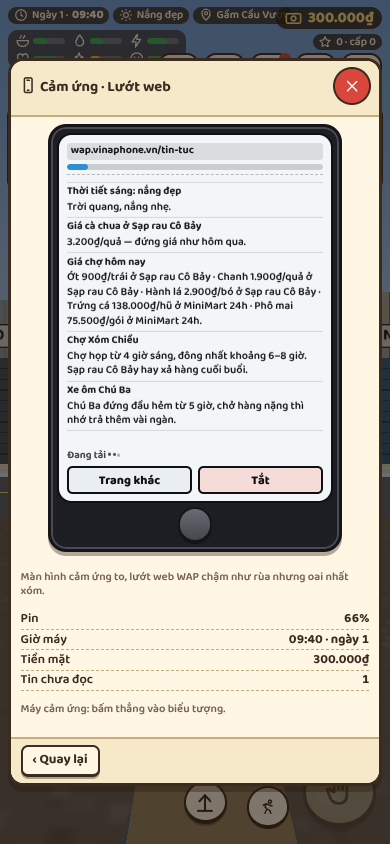 Ngày 1 · 09:40
Nắng đẹp
Gầm Cầu Vư
300.000₫
0 · cấp 0
Cảm ứng · Lướt web
wap.vinaphone.vn/tin-tuc
Thời tiết sáng: nắng đẹp
Trời quang, nắng nhẹ.
Giá cà chua ở Sạp rau Cô Bảy
3.200₫/quả — đứng giá như hôm qua.
Giá chợ hôm nay
Ớt 900₫/trái ở Sạp rau Cô Bảy · Chanh 1.900₫/quả ở
Sạp rau Cô Bảy · Hành lá 2.900₫/bó ở Sạp rau Cô Bảy ·
Trứng cá 138.000₫/hũ ở MiniMart 24h · Phô mai
75.500₫/gói ở MiniMart 24h.
Chợ Xóm Chiều
Chợ họp từ 4 giờ sáng, đông nhất khoảng 6–8 giờ.
Sạp rau Cô Bảy hay xả hàng cuối buổi.
Xe ôm Chú Ba
Chú Ba đứng đầu hẻm từ 5 giờ, chở hàng nặng thì
nhớ trả thêm vài ngàn.
Đang tải
Trang khác
Tắt
Màn hình cảm ứng to, lướt web WAP chậm như rùa nhưng oai nhất
xóm.
Pin 66%
Giờ máy 09:40 · ngày 1
Tiền mặt 300.000₫
Tin chưa đọc 1
Máy cảm ứng: bấm thẳng vào biểu tượng.
‹ Quay lại